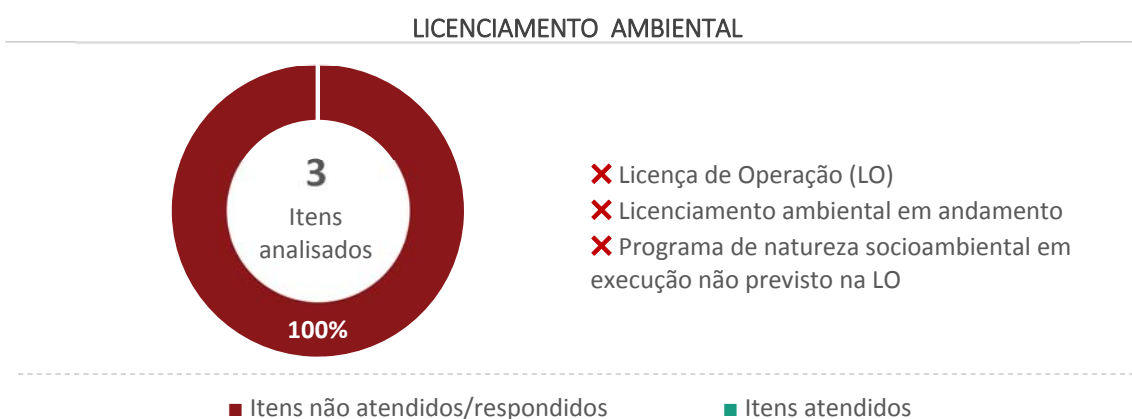 LICENCIAMENTO AMBIENTAL
3
Itens
analisados
100%
❌ Licença de Operação (LO)
❌ Licenciamento ambiental em andamento
❌ Programa de natureza socioambiental em
execução não previsto na LO
■ Itens não atendidos/respondidos
■ Itens atendidos